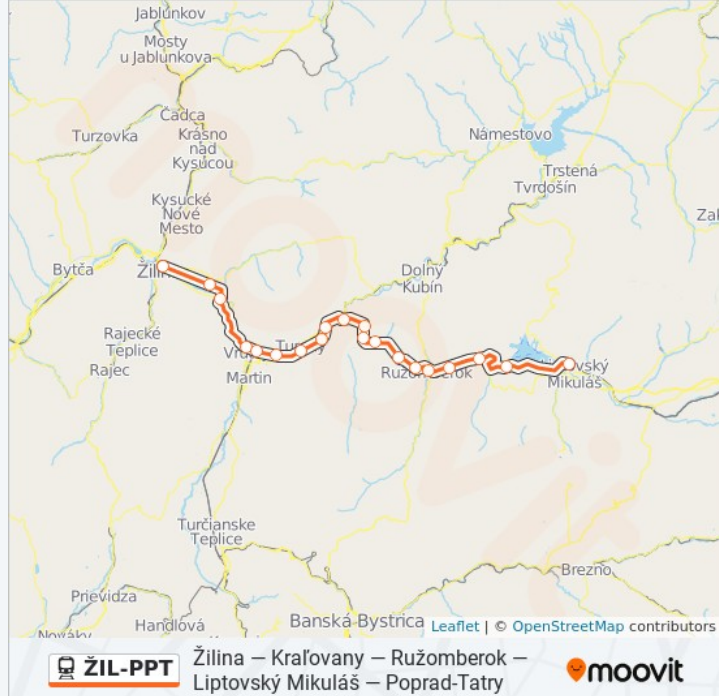 Jablunkov
Mosty
u Jablunkova
Čadca
Turzovka
Krásno
nad
Kysucou
Námestovo
Trstená
Tvrdošín
Kysucké
Nové
Mesto
Bytča
Dolný
Kubín
Rajecké
Teplice
Rajec
Martin
Mikuláš
Turčianske
Teplice
Brezno
Prievidza
Handlová
Banská Bystrica
Leaflet | © OpenStreetMap contributors
ŽIL-PPT
Žilina — Kraľovany — Ružomberok —
Liptovský Mikuláš — Poprad-Tatry
moovit